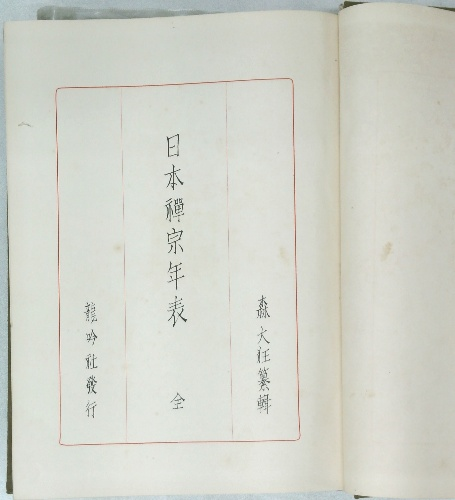 森大狂纂輯
日本禪宗年表 全
龍吟社發行